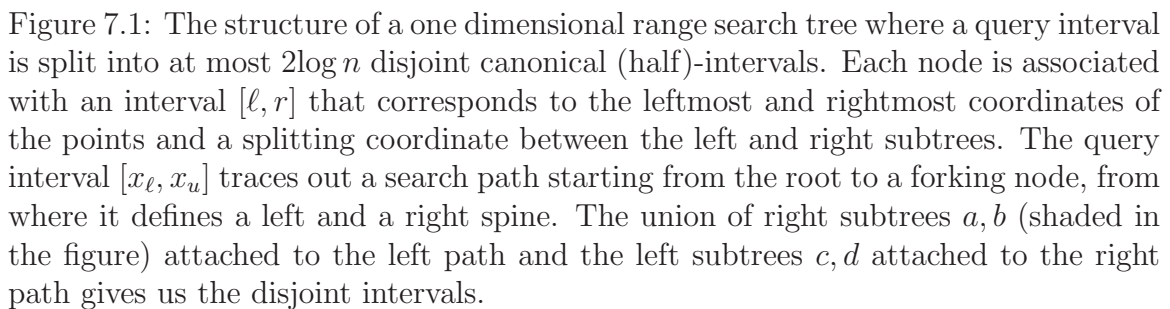 Figure 7.1: The structure of a one dimensional range search tree where a query interval
is split into at most 2log n disjoint canonical (half)-intervals. Each node is associated
with an interval [ℓ, r] that corresponds to the leftmost and rightmost coordinates of
the points and a splitting coordinate between the left and right subtrees. The query
interval [xℓ, xu] traces out a search path starting from the root to a forking node, from
where it defines a left and a right spine. The union of right subtrees a, b (shaded in
the figure) attached to the left path and the left subtrees c, d attached to the right
path gives us the disjoint intervals.